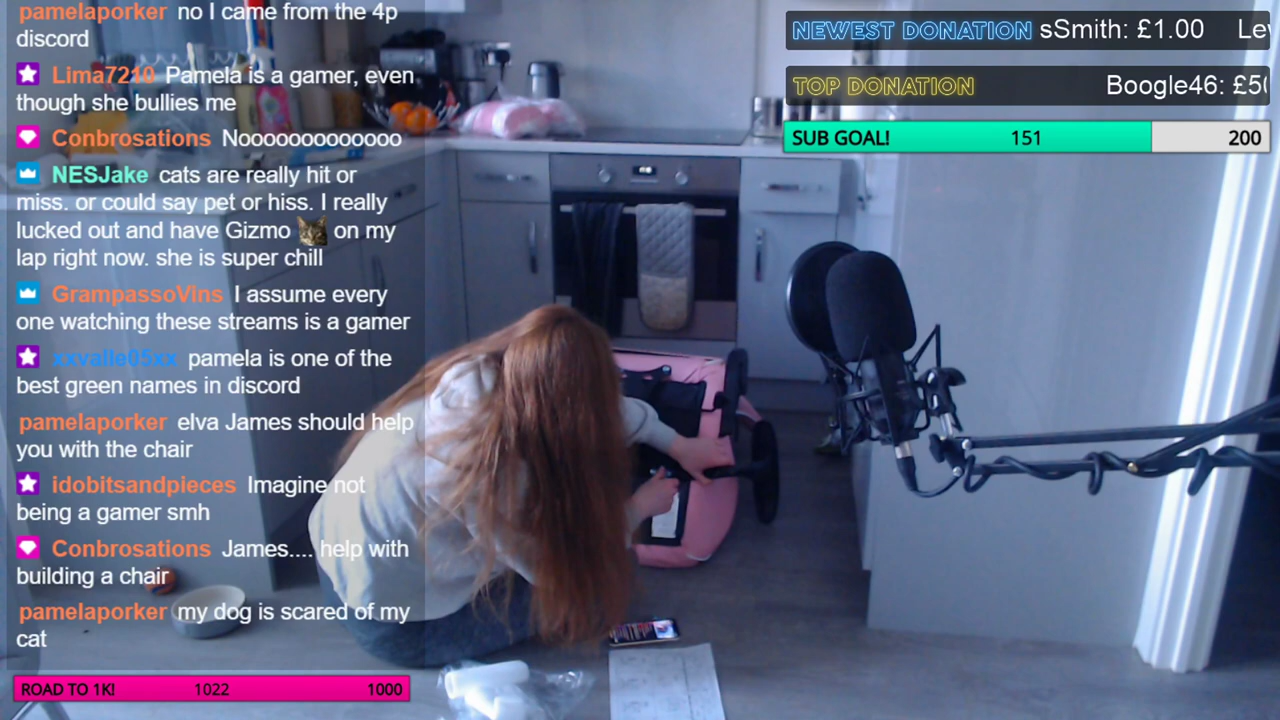 pamelaporker no I came from the 4p
discord
Lima7210 Pamela is a gamer, even
though she bullies me
Conbrosations Nooooooooooooo
NESJake cats are really hit or
miss. or could say pet or hiss. I really
lucked out and have Gizmo on my
lap right now. she is super chill
GrampassoVins I assume every
one watching these streams is a gamer
xxvalle05xx pamela is one of the
best green names in discord
pamelaporker elva James should help
you with the chair
idobitsandpieces Imagine not
being a gamer smh
Conbrosations James.... help with
building a chair
pamelaporker my dog is scared of my
cat
ROAD TO 1K! 1022 1000
NEWEST DONATION sSmith: £1.00 Le
TOP DONATION Boogle46: £50
SUB GOAL! 151 200